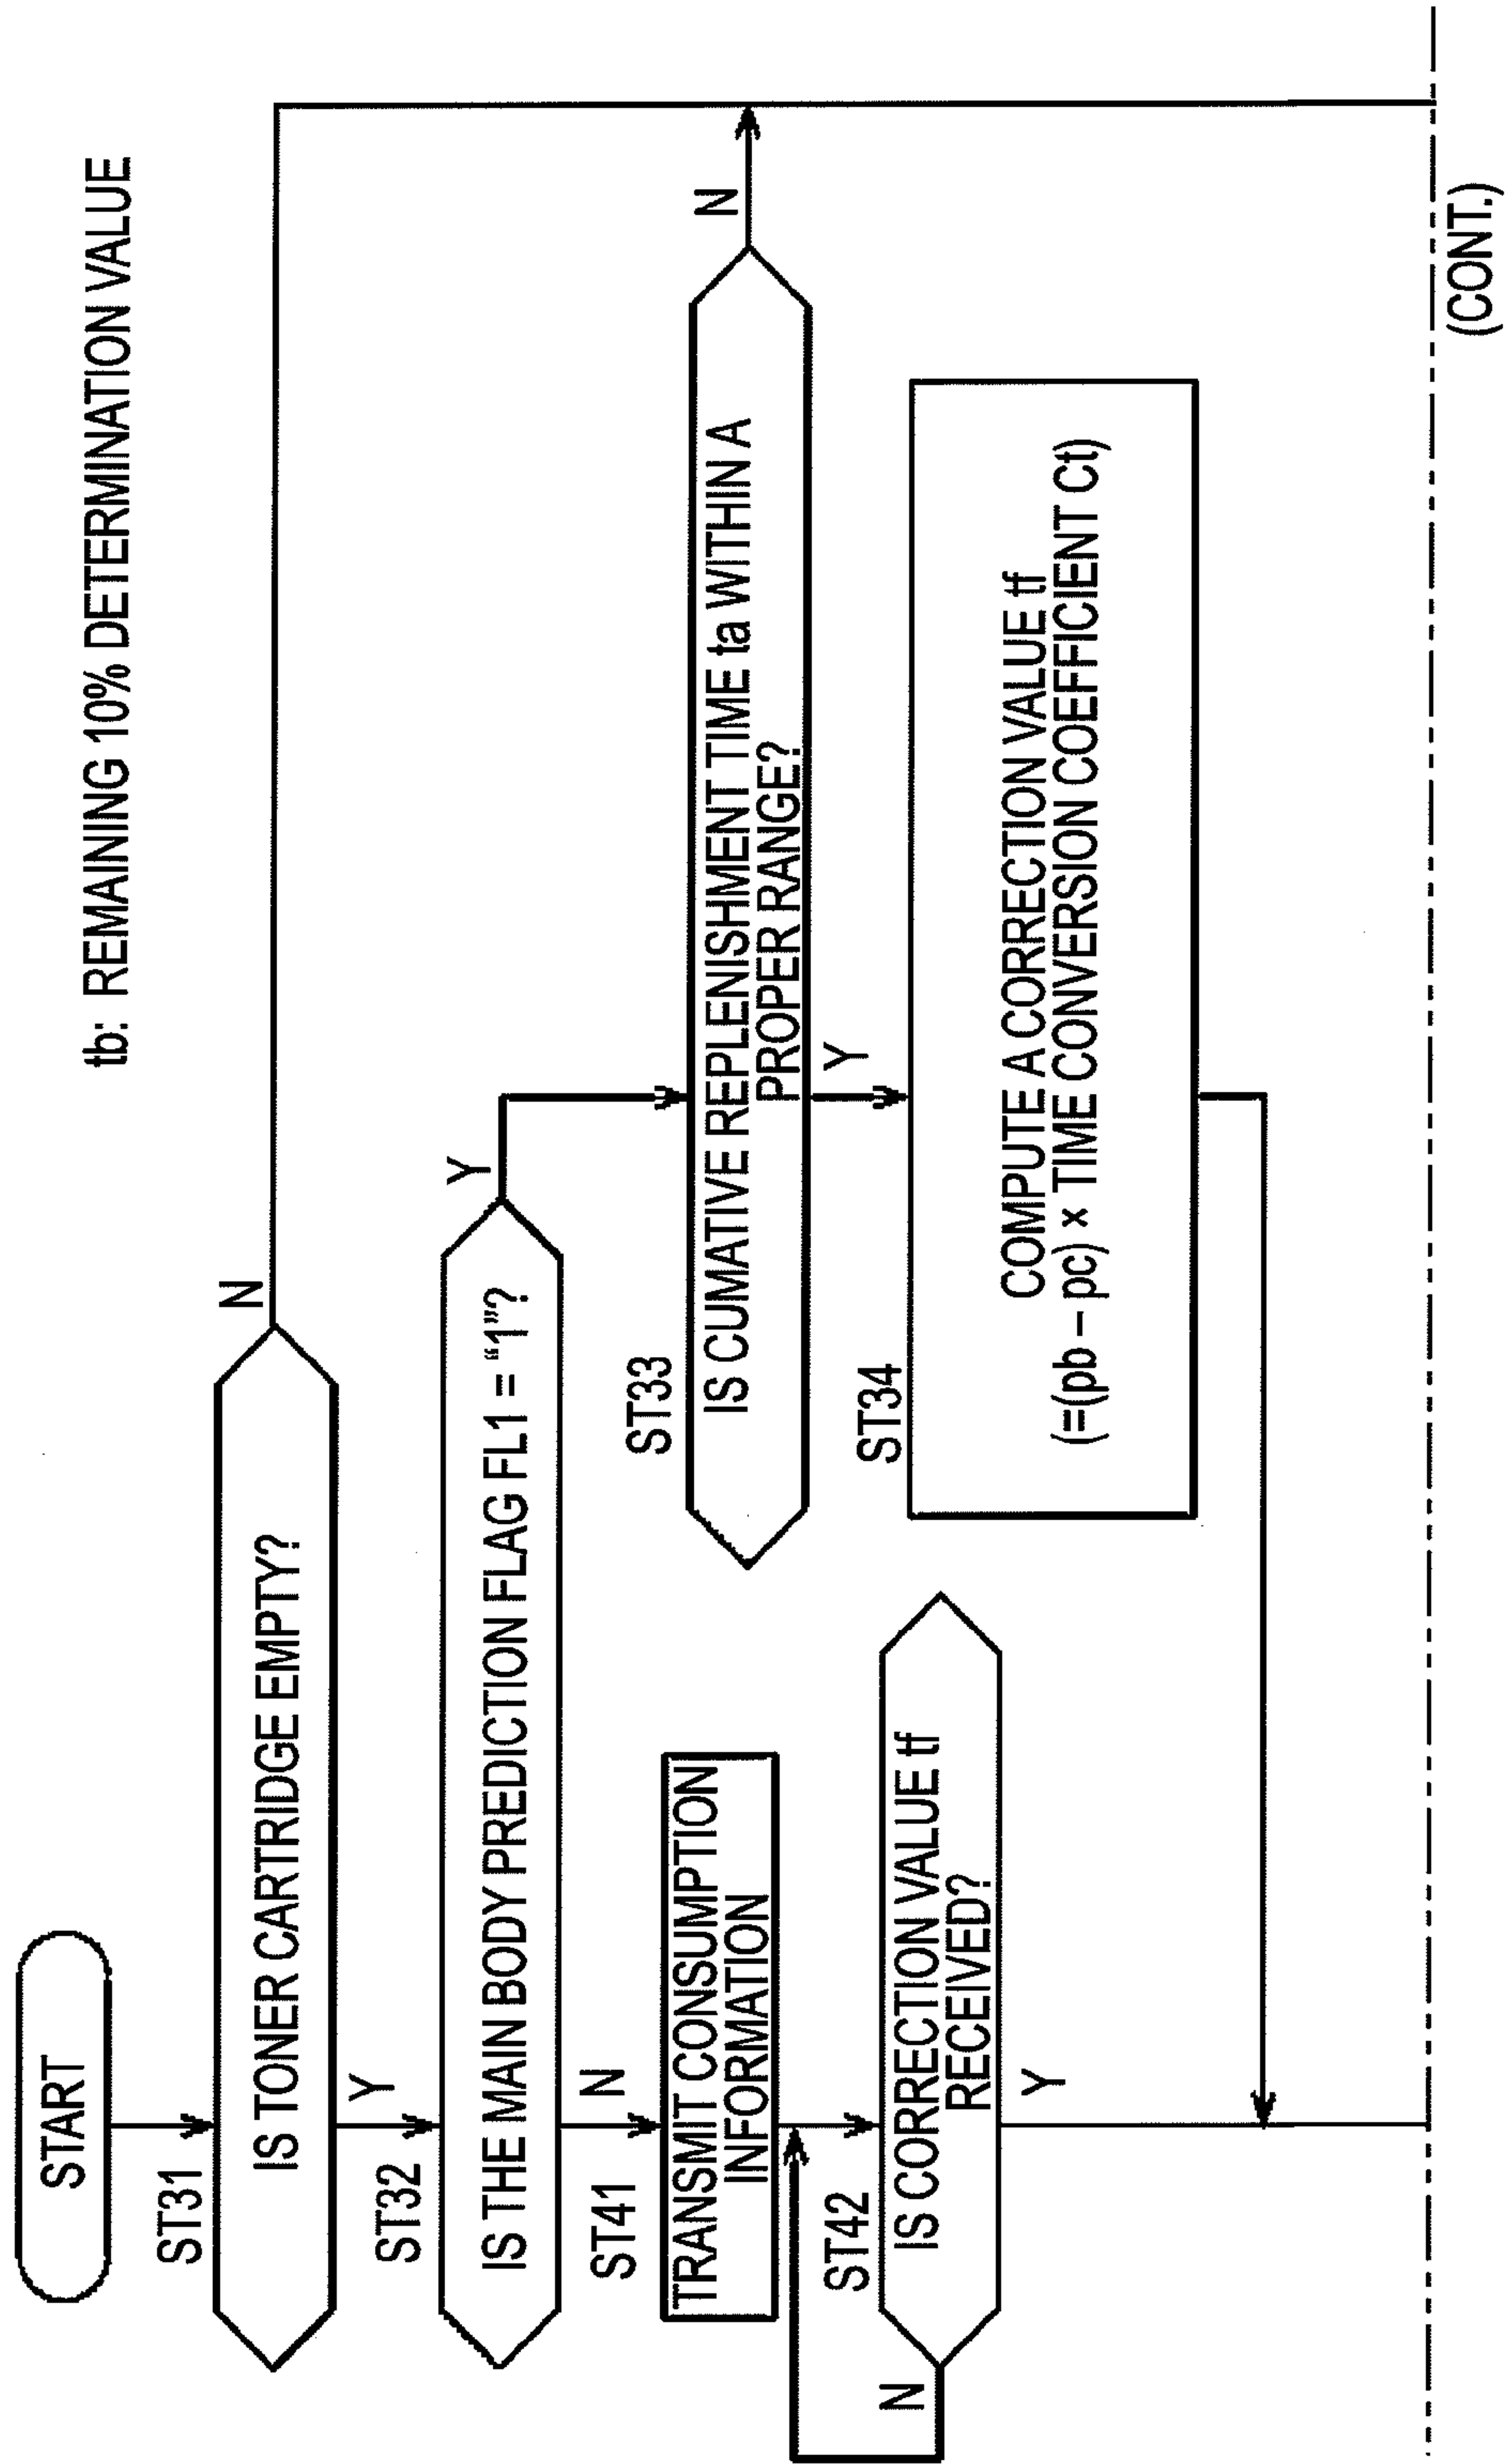 tb: REMAINING 10% DETERMINATION VALUE
START
ST31
IS TONER CARTRIDGE EMPTY?
N
Y
ST32
IS THE MAIN BODY PREDICTION FLAG FL1 = “1”?
Y
N
ST33
IS CUMATIVE REPLENISHMENT TIME ta WITHIN A
PROPER RANGE?
N
Y
ST34
COMPUTE A CORRECTION VALUE tf
(=(pb – pc) × TIME CONVERSION COEFFICIENT Ct)
ST41
TRANSMIT CONSUMPTION
INFORMATION
ST42
IS CORRECTION VALUE tf
RECEIVED?
N
Y
(CONT.)